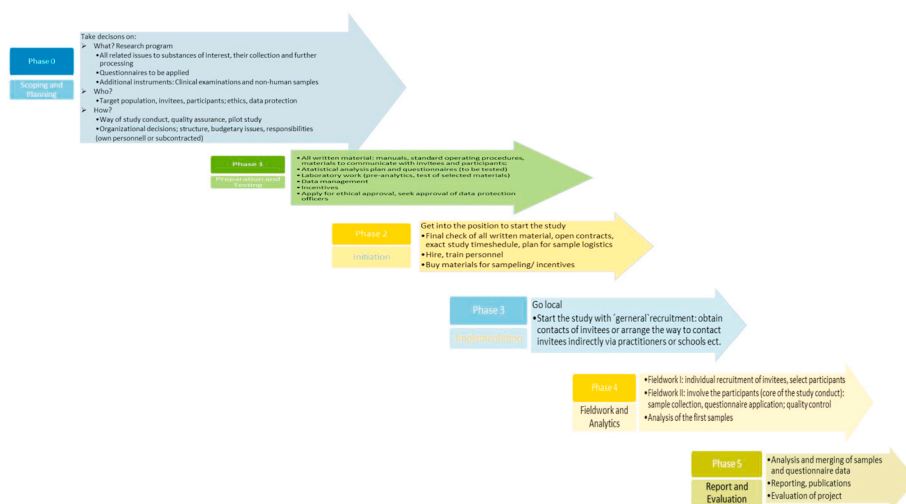 Phase 0
Scoping and
Planning
Take decisons on:
➢ What? Research program
•All related issues to substances of interest, their collection and further
processing
•Questionnaires to be applied
•Additional instruments: Clinical examinations and non-human samples
➢ Who?
•Target population, invitees, participants; ethics, data protection
➢ How?
•Way of study conduct, quality assurance, pilot study
•Organizational decisions; structure, budgetary issues, responsibilities
(own personnell or subcontracted)
Phase 1
Preparation and
Testing
•All written material: manuals, standard operating procedures,
materials to communicate with invitees and participants;
•Atatistical analysis plan and questionnaires (to be tested)
•Laboratory work (pre-analytics, test of selected materials)
•Data management
•Incentives
•Apply for ethical approval, seek approval of data protection
officers
Phase 2
Initiation
Get into the position to start the study
•Final check of all written material, open contracts,
exact study timeshedule, plan for sample logistics
•Hire, train personnel
•Buy materials for sampeling/ incentives
Phase 3
Go local
•Start the study with ´gerneral`recruitment: obtain
contacts of invitees or arrange the way to contact
invitees indirectly via practitioners or schools ect.
Phase 4
Fieldwork and
Analytics
•Fieldwork I: individual recruitment of invitees, select participants
•Fieldwork II: involve the participants (core of the study conduct):
sample collection, questionnaire application; quality control
•Analysis of the first samples
Phase 5
Report and
Evaluation
•Analysis and merging of samples
and questionnaire data
•Reporting, publications
•Evaluation of project